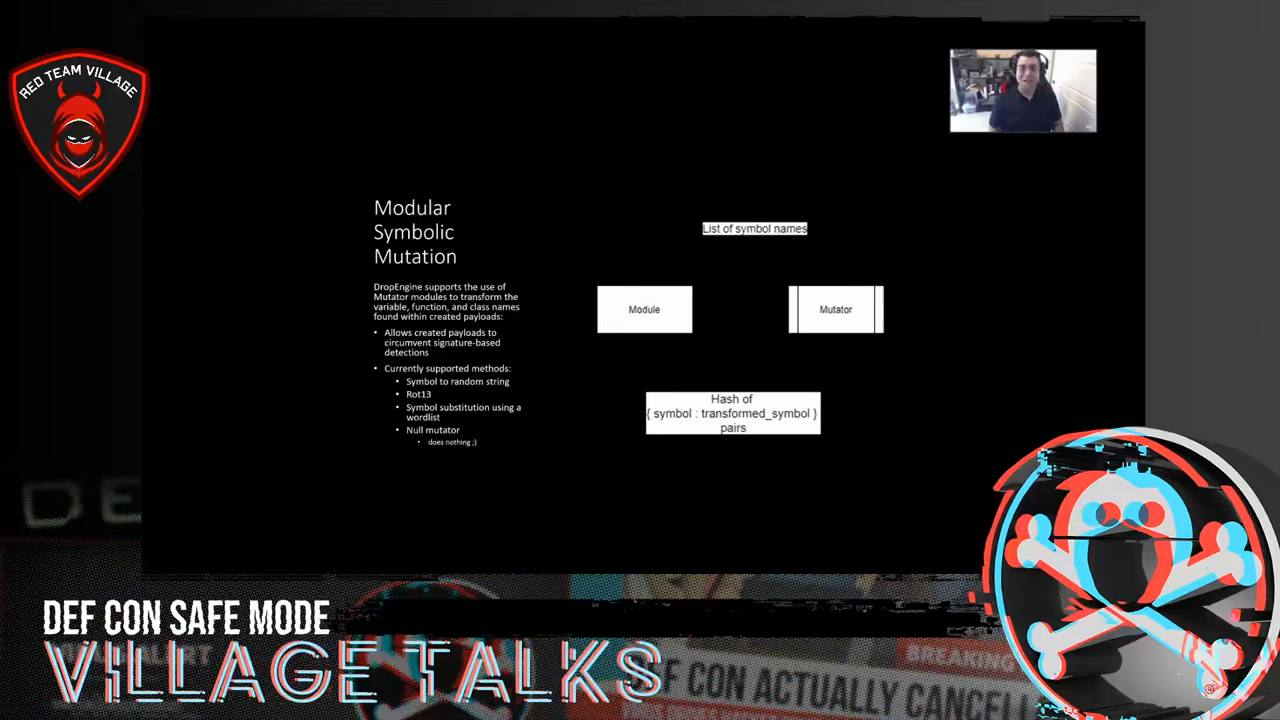 RED TEAM VILLAGE
Modular
Symbolic
Mutation
DropEngine supports the use of
Mutator modules to transform the
variable, function, and class names
found within created payloads:
• Allows created payloads to
circumvent signature-based
detections
• Currently supported methods:
• Symbol to random string
• Rot13
• Symbol substitution using a
wordlist
• Null mutator
• does nothing ;)
List of symbol names
Module
Mutator
Hash of
{ symbol : transformed_symbol }
pairs
DE
DEF CON SAFE MODE
VILLAGE TALKS
BREAKING
DEF CON ACTUALLY CANCELL